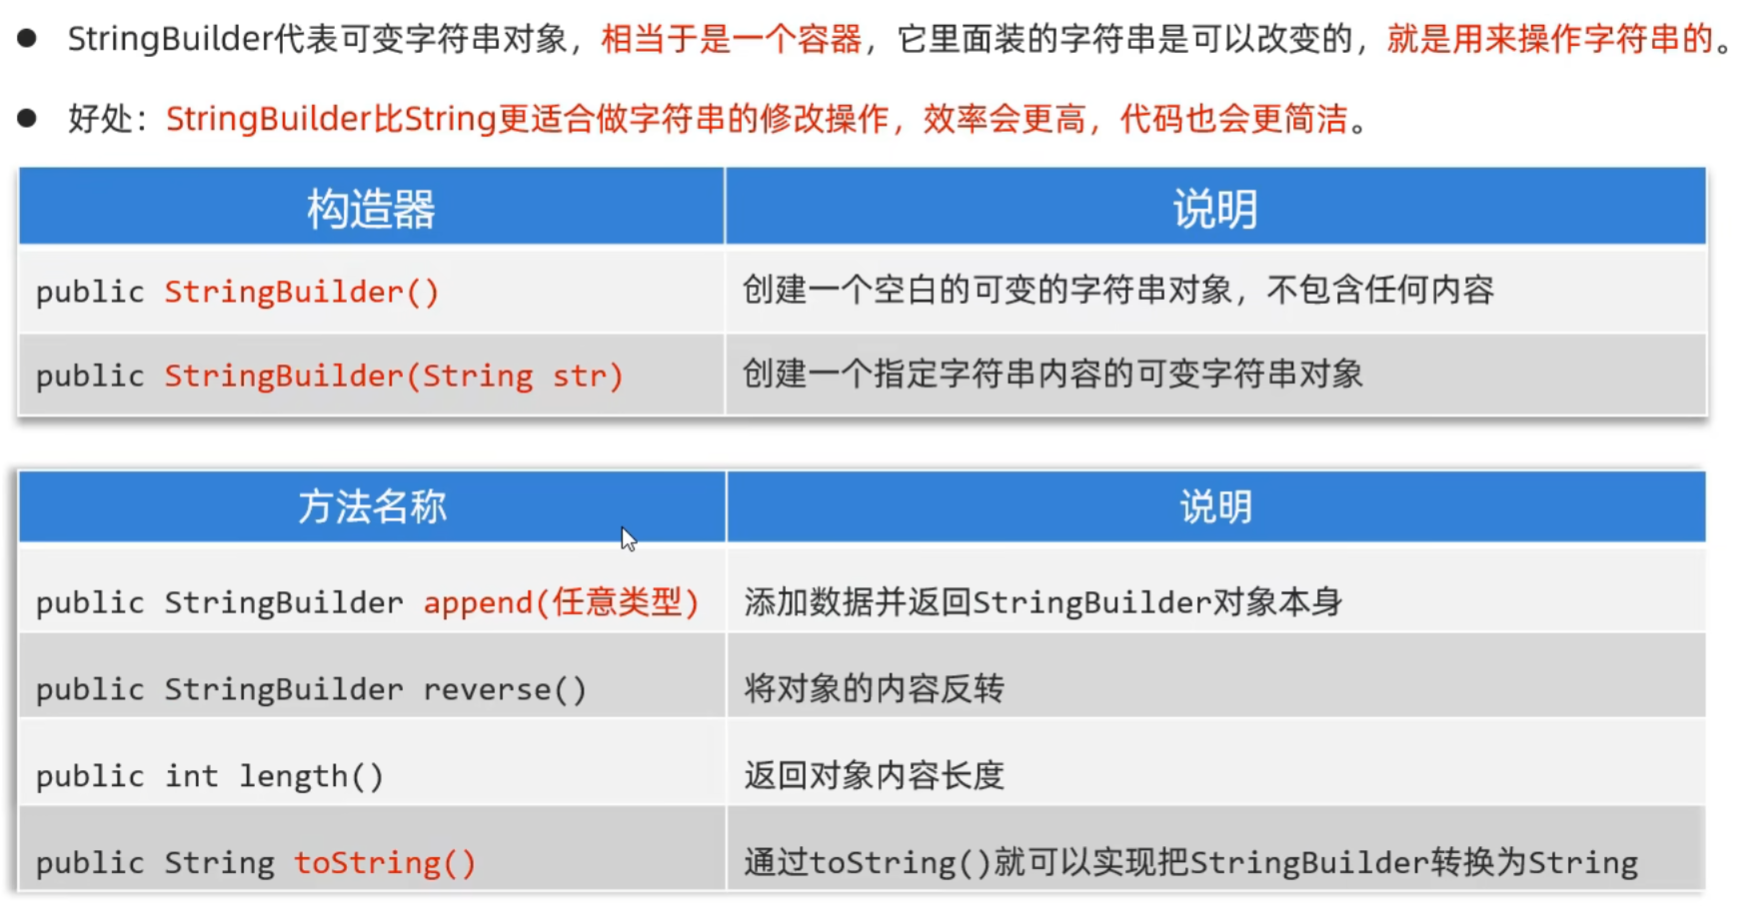 ● StringBuilder代表可变字符串对象，相当于是一个容器，它里面装的字符串是可以改变的，就是用来操作字符串的。
● 好处：StringBuilder比String更适合做字符串的修改操作，效率会更高，代码也会更简洁。
构造器 说明
public StringBuilder() 创建一个空白的可变的字符串对象，不包含任何内容
public StringBuilder(String str) 创建一个指定字符串内容的可变字符串对象
方法名称 说明
public StringBuilder append(任意类型) 添加数据并返回StringBuilder对象本身
public StringBuilder reverse() 将对象的内容反转
public int length() 返回对象内容长度
public String toString() 通过toString()就可以实现把StringBuilder转换为String